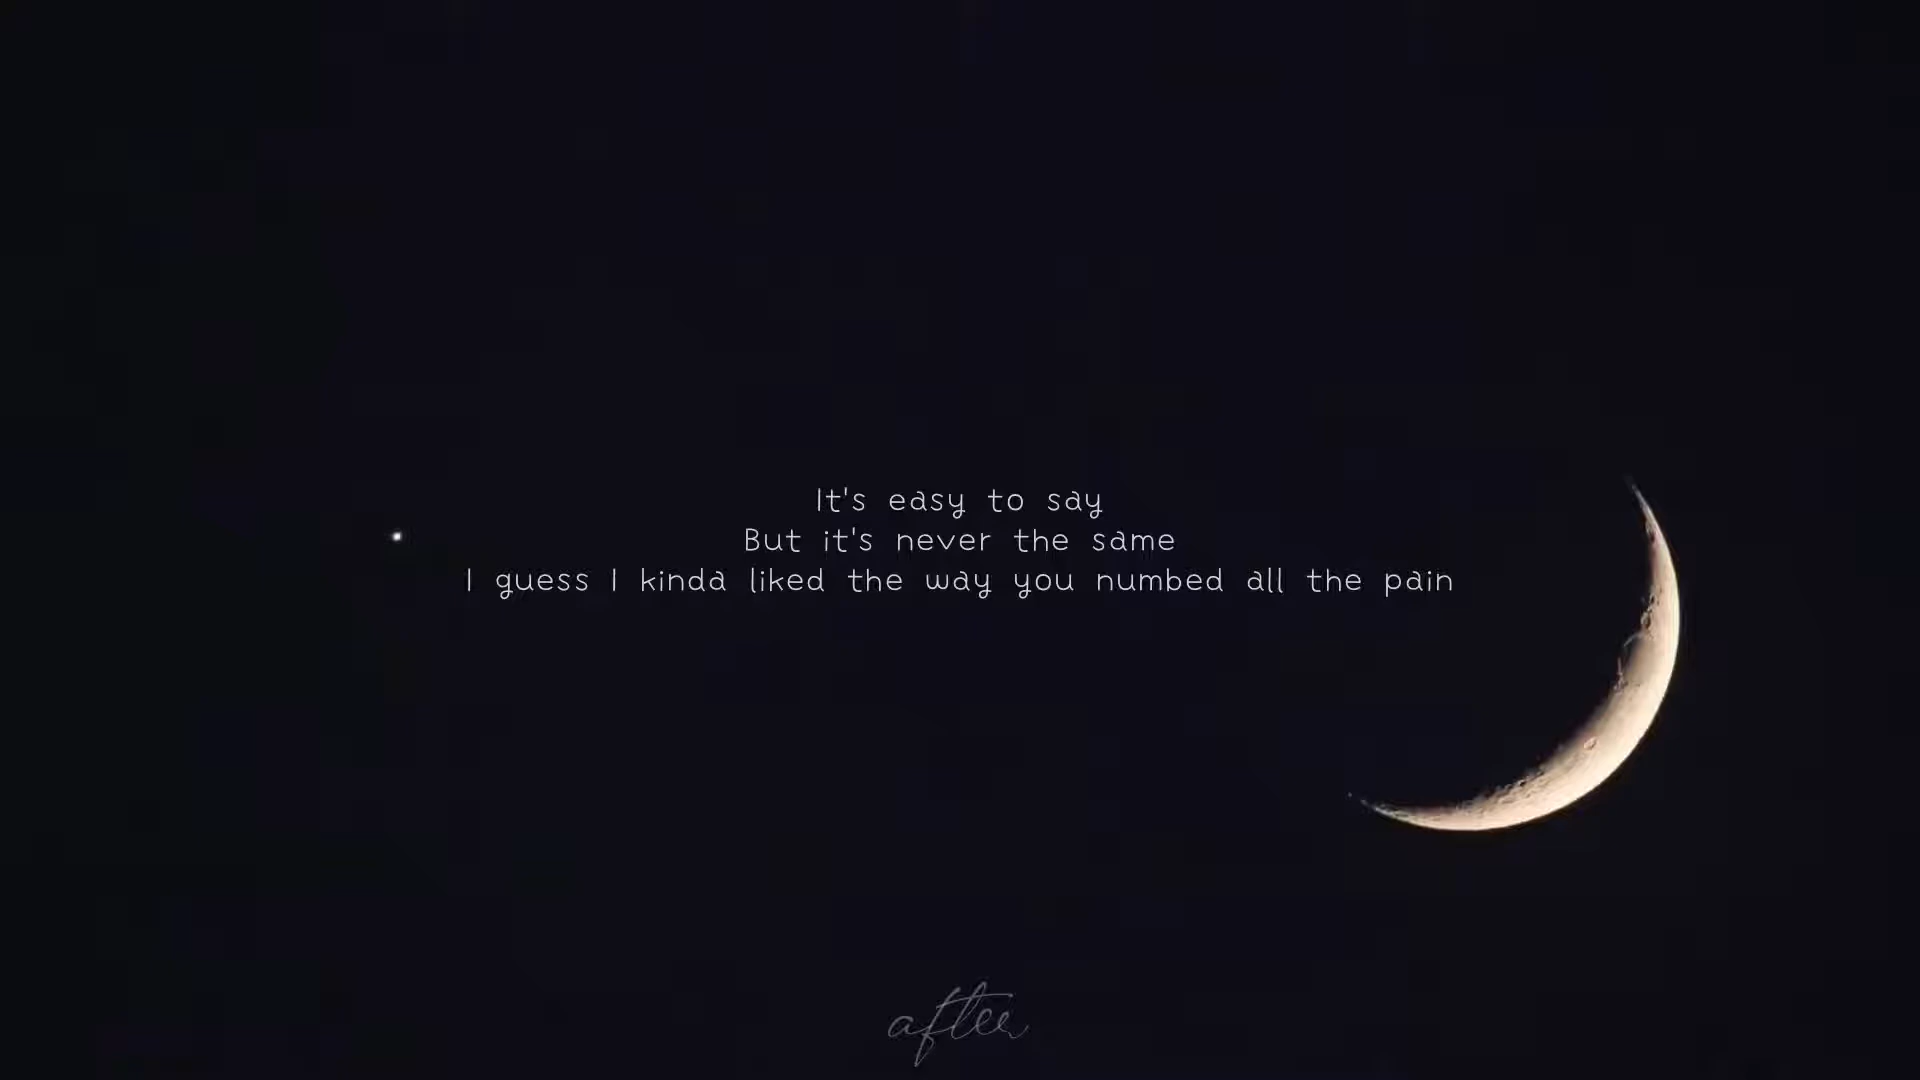 It's easy to say
But it's never the same
I guess I kinda liked the way you numbed all the pain
after